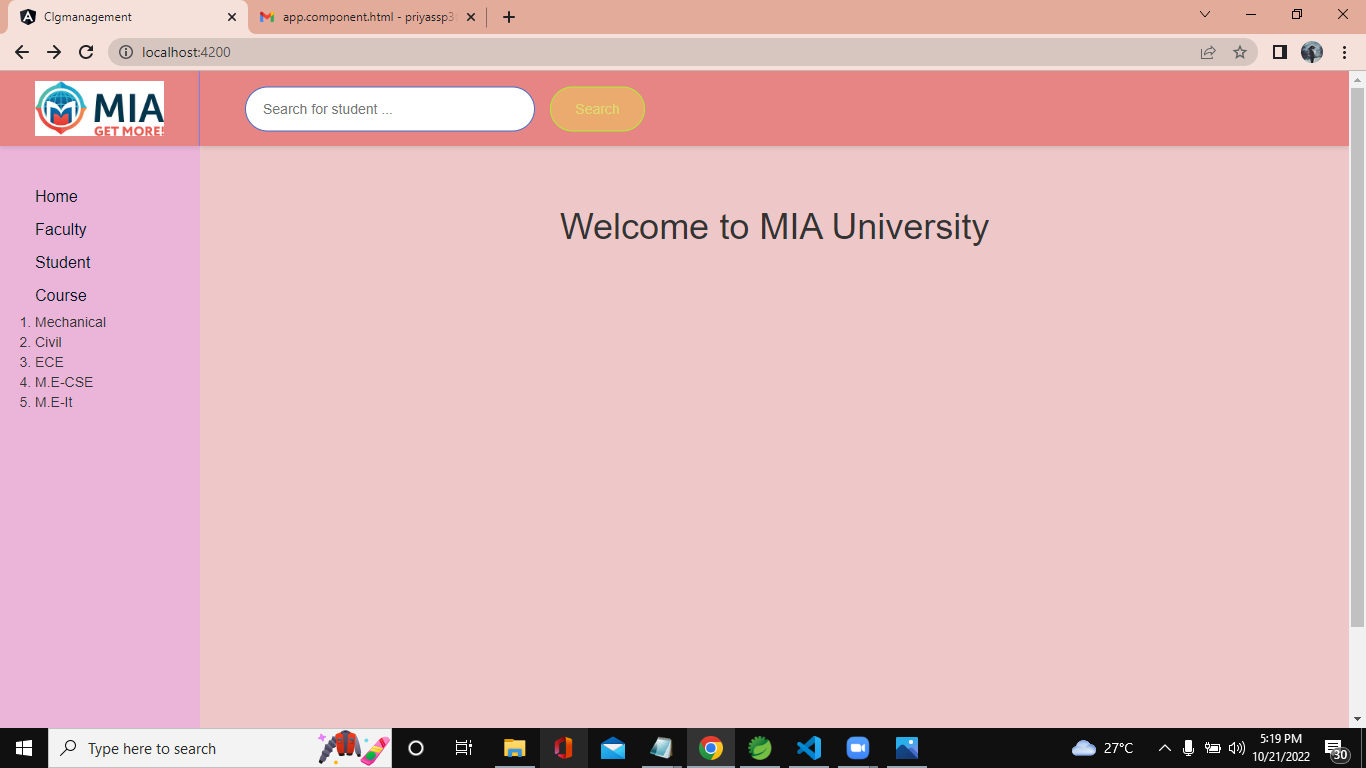 Clgmanagement
app.component.html - priyassp3
localhost:4200
MIA
GET MORE!
Search for student ...
Search
Home
Faculty
Student
Course
1. Mechanical
2. Civil
3. ECE
4. M.E-CSE
5. M.E-It
Welcome to MIA University
Type here to search
27°C
5:19 PM
10/21/2022
30